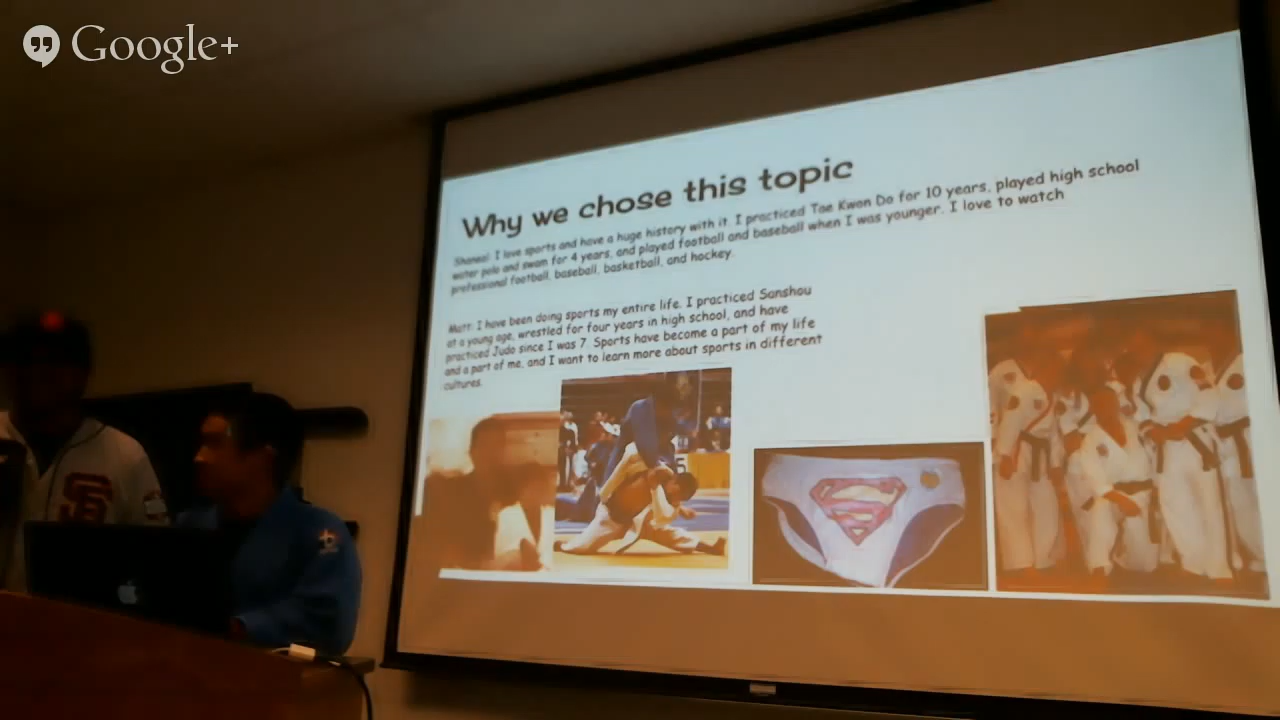 Google+
Why we chose this topic
I love sports and have a huge history with it. I practiced Tae Kwon Do for 10 years, played high school
water polo and swam for 4 years, and played football and baseball when I was younger. I love to watch
professional football, baseball, basketball, and hockey.
Matt: I have been doing sports my entire life. I practiced Sanshou
at a young age, wrestled for four years in high school, and have
practiced Judo since I was 7. Sports have become a part of my life
and a part of me, and I want to learn more about sports in different
cultures.
SF